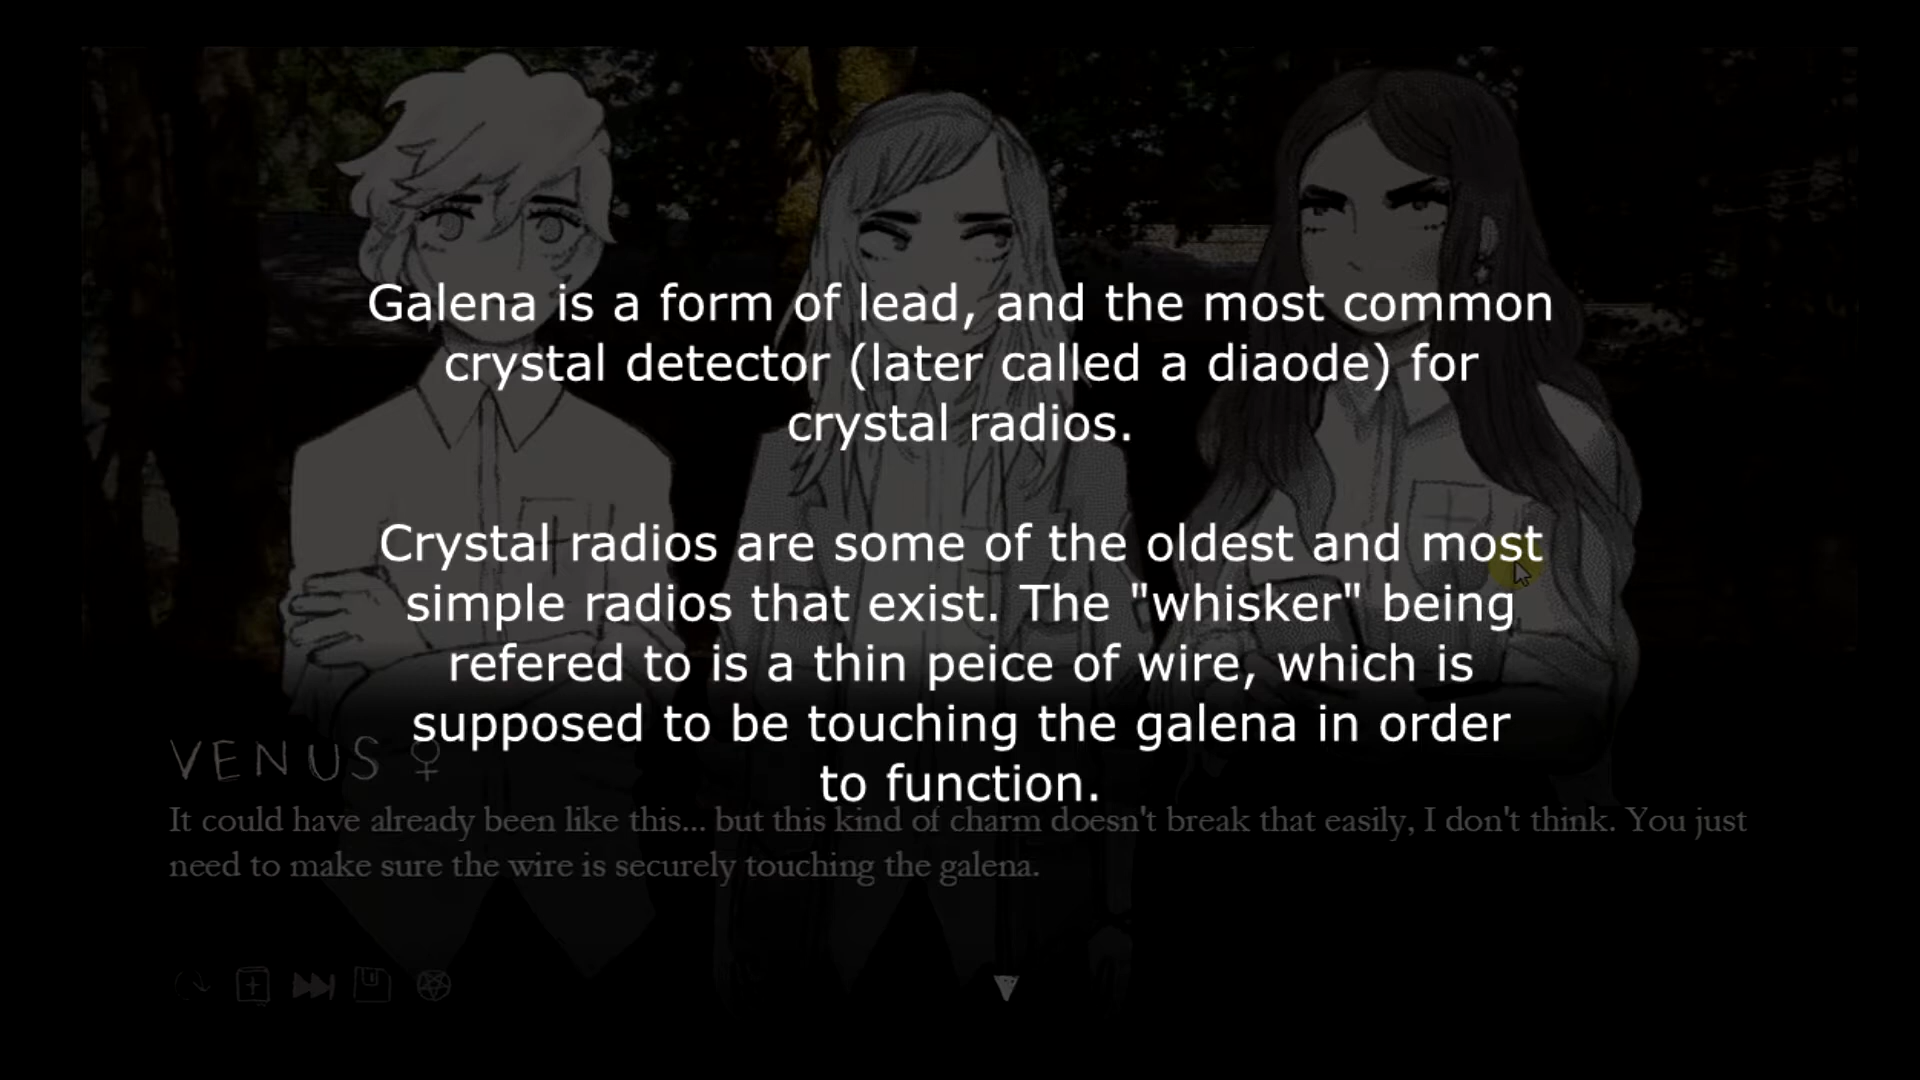 Galena is a form of lead, and the most common
crystal detector (later called a diaode) for
crystal radios.
Crystal radios are some of the oldest and most
simple radios that exist. The "whisker" being
refered to is a thin peice of wire, which is
supposed to be touching the galena in order
to function.
VENUS ♀
It could have already been like this... but this kind of charm doesn't break that easily, I don't think. You just
need to make sure the wire is securely touching the galena.